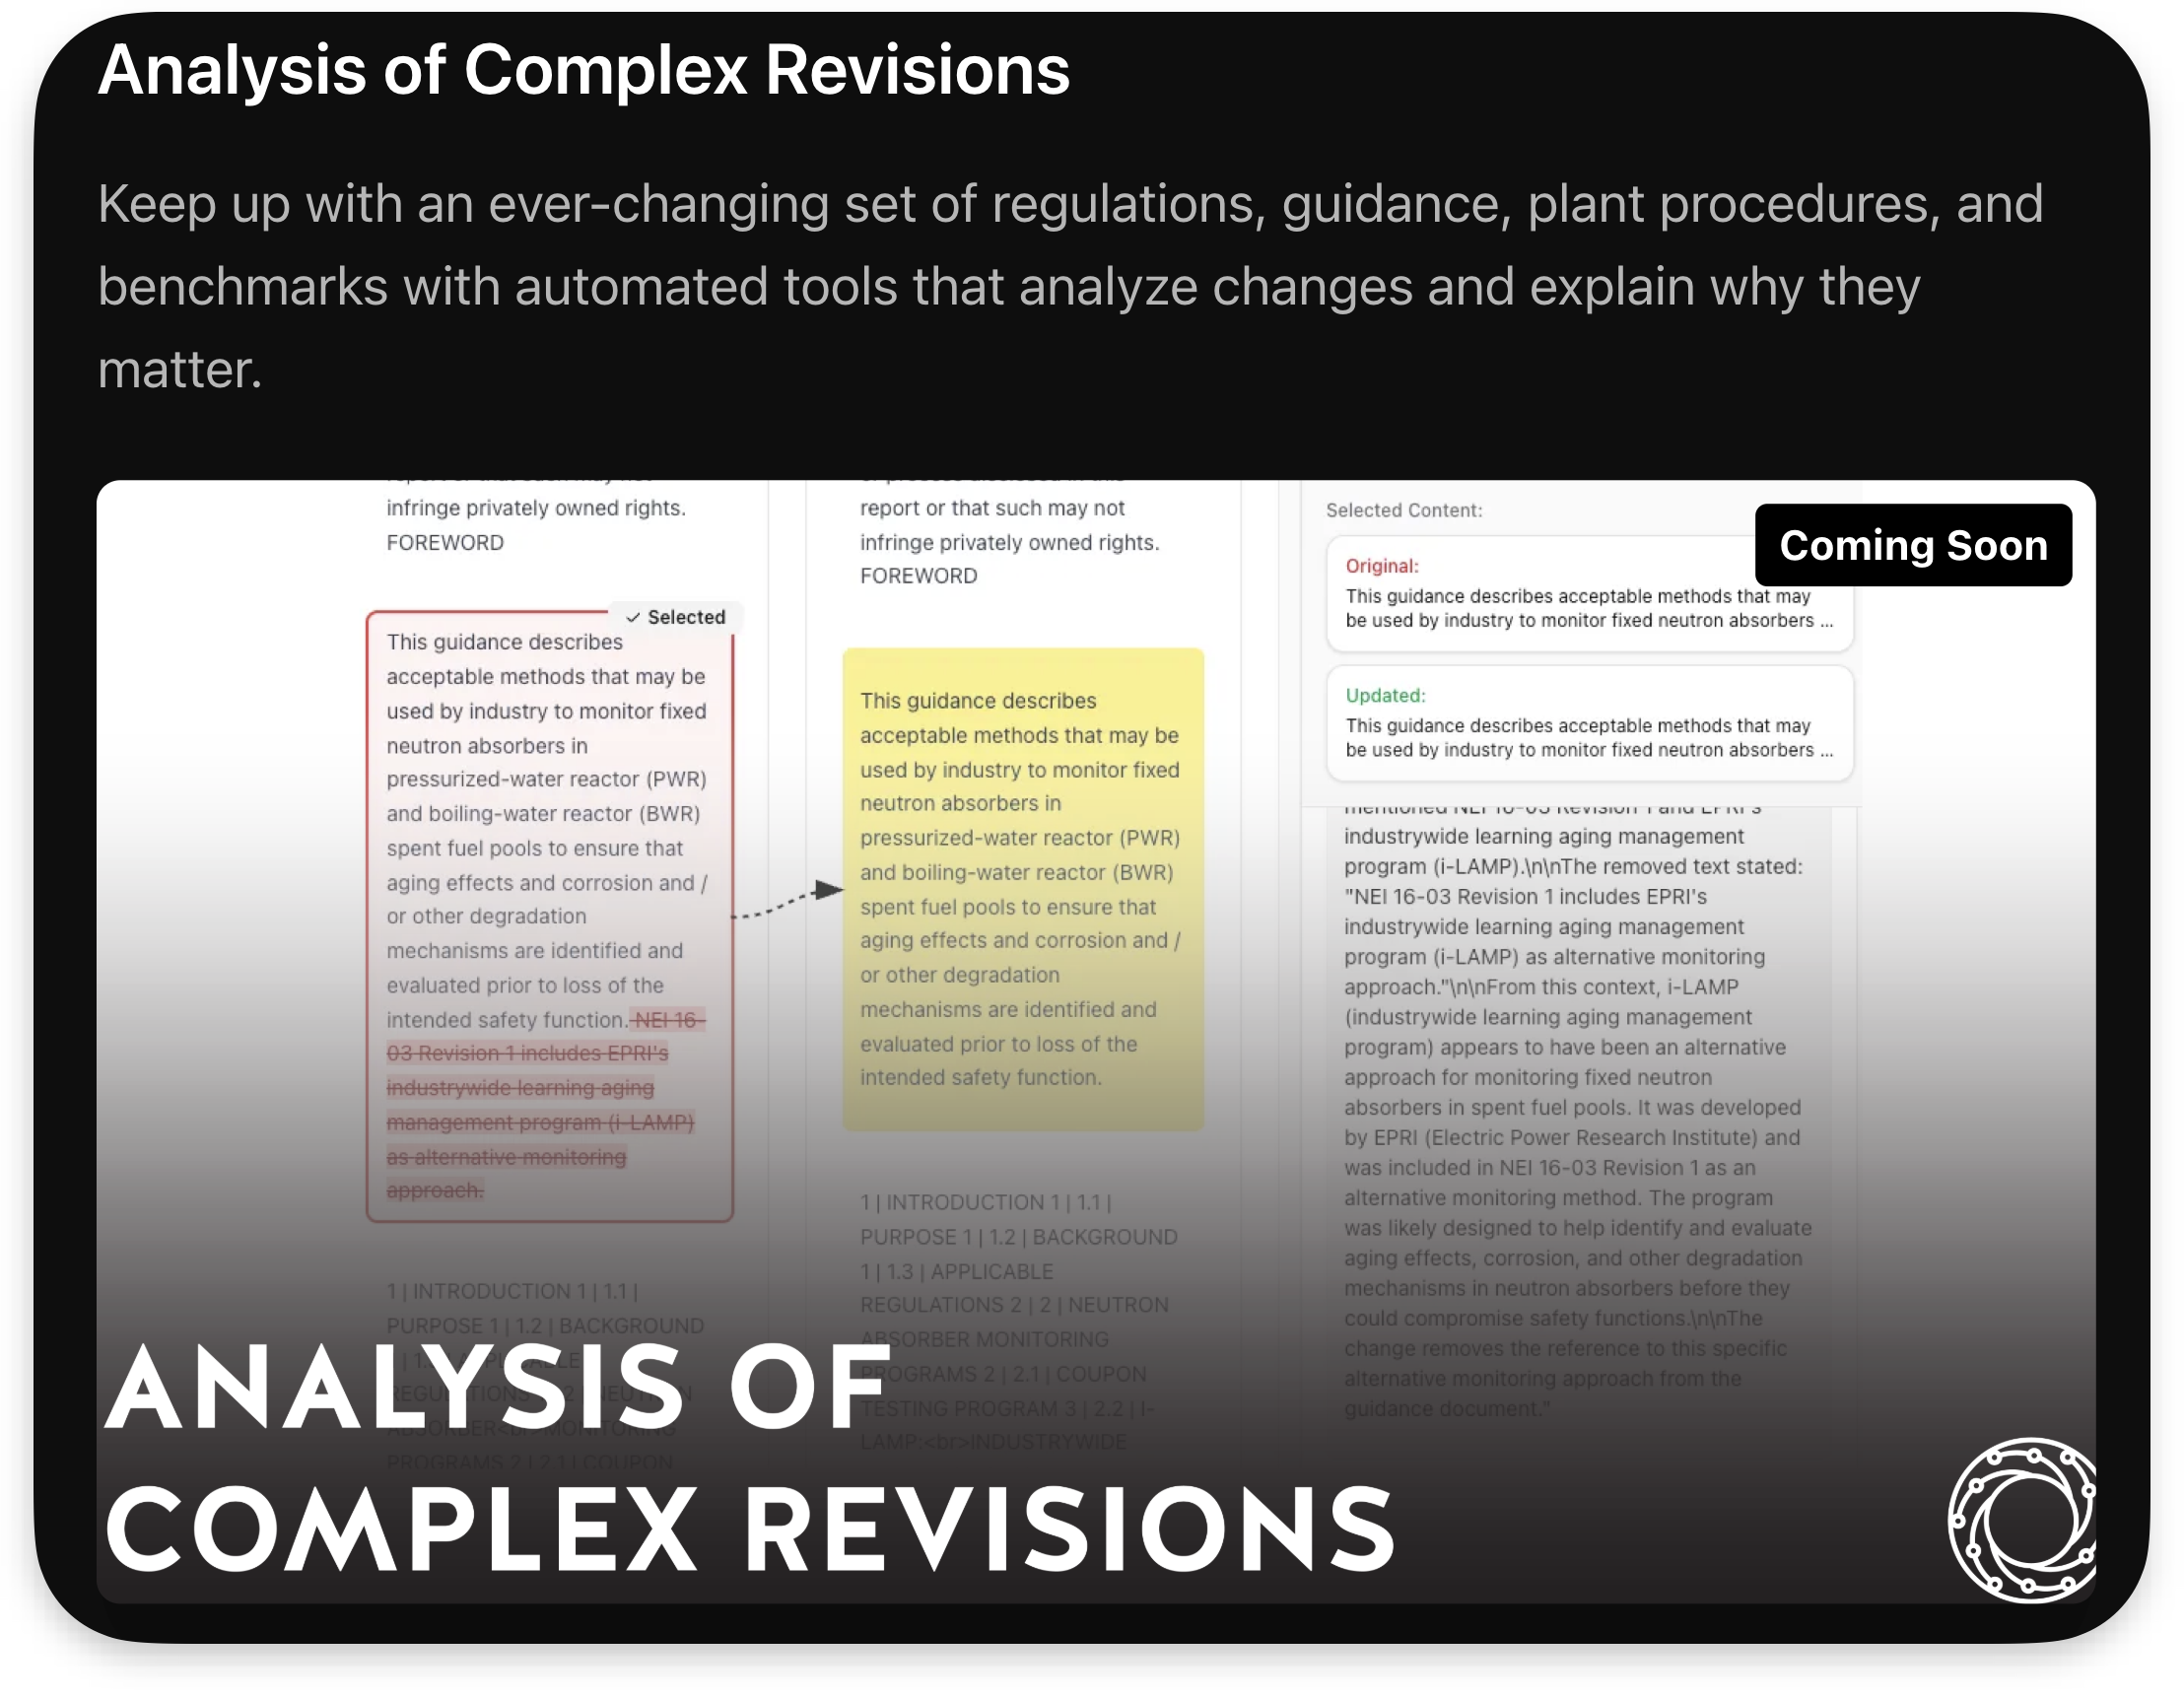 Analysis of Complex Revisions
Keep up with an ever-changing set of regulations, guidance, plant procedures, and
benchmarks with automated tools that analyze changes and explain why they
matter.
infringe privately owned rights.
FOREWORD
Selected
This guidance describes
acceptable methods that may be
used by industry to monitor fixed
neutron absorbers in
pressurized-water reactor (PWR)
and boiling-water reactor (BWR)
spent fuel pools to ensure that
aging effects and corrosion and /
or other degradation
mechanisms are identified and
evaluated prior to loss of the
intended safety function. NEI 16-
03 Revision 1 includes EPRI's
industrywide learning aging
management program (i-LAMP)
as alternative monitoring
approach.
1 | INTRODUCTION 1 | 1.1 |
PURPOSE 1 | 1.2 | BACKGROUND
PROGRAMS 2 | 2.1 | COUPON
report or that such may not
infringe privately owned rights.
FOREWORD
This guidance describes
acceptable methods that may be
used by industry to monitor fixed
neutron absorbers in
pressurized-water reactor (PWR)
and boiling-water reactor (BWR)
spent fuel pools to ensure that
aging effects and corrosion and /
or other degradation
mechanisms are identified and
evaluated prior to loss of the
intended safety function.
1 | INTRODUCTION 1 | 1.1 |
PURPOSE 1 | 1.2 | BACKGROUND
1 | 1.3 | APPLICABLE
REGULATIONS 2 | 2 | NEUTRON
ABSORBER MONITORING
PROGRAMS 2 | 2.1 | COUPON
TESTING PROGRAM 3 | 2.2 | I-
LAMP:<br>INDUSTRYWIDE
Selected Content:
Coming Soon
Original:
This guidance describes acceptable methods that may
be used by industry to monitor fixed neutron absorbers ...
Updated:
This guidance describes acceptable methods that may
be used by industry to monitor fixed neutron absorbers ...
mentioned NEI 16-03 Revision 1 and EPRI's
industrywide learning aging management
program (i-LAMP).\n\nThe removed text stated:
"NEI 16-03 Revision 1 includes EPRI's
industrywide learning aging management
program (i-LAMP) as alternative monitoring
approach."\n\nFrom this context, i-LAMP
(industrywide learning aging management
program) appears to have been an alternative
approach for monitoring fixed neutron
absorbers in spent fuel pools. It was developed
by EPRI (Electric Power Research Institute) and
was included in NEI 16-03 Revision 1 as an
alternative monitoring method. The program
was likely designed to help identify and evaluate
aging effects, corrosion, and other degradation
mechanisms in neutron absorbers before they
could compromise safety functions.\n\nThe
change removes the reference to this specific
alternative monitoring approach from the
guidance document."
ANALYSIS OF
COMPLEX REVISIONS